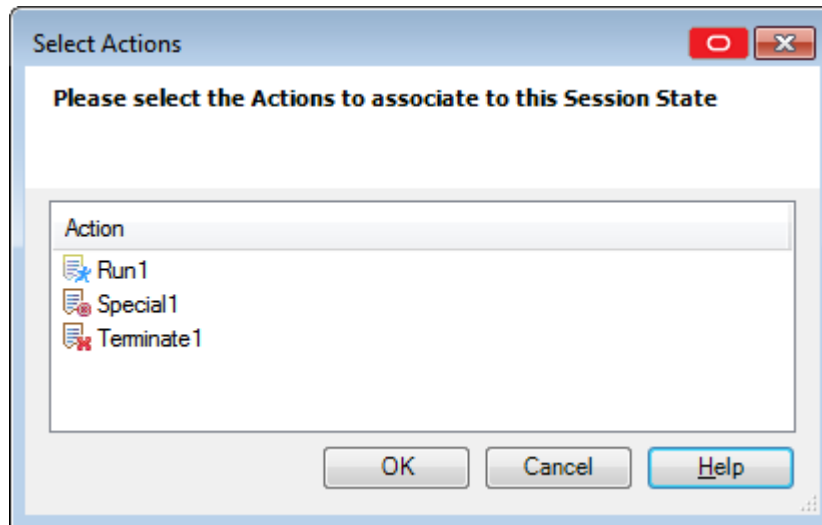 Select Actions
Please select the Actions to associate to this Session State
Action
Run1
Special1
Terminate1
OK Cancel Help